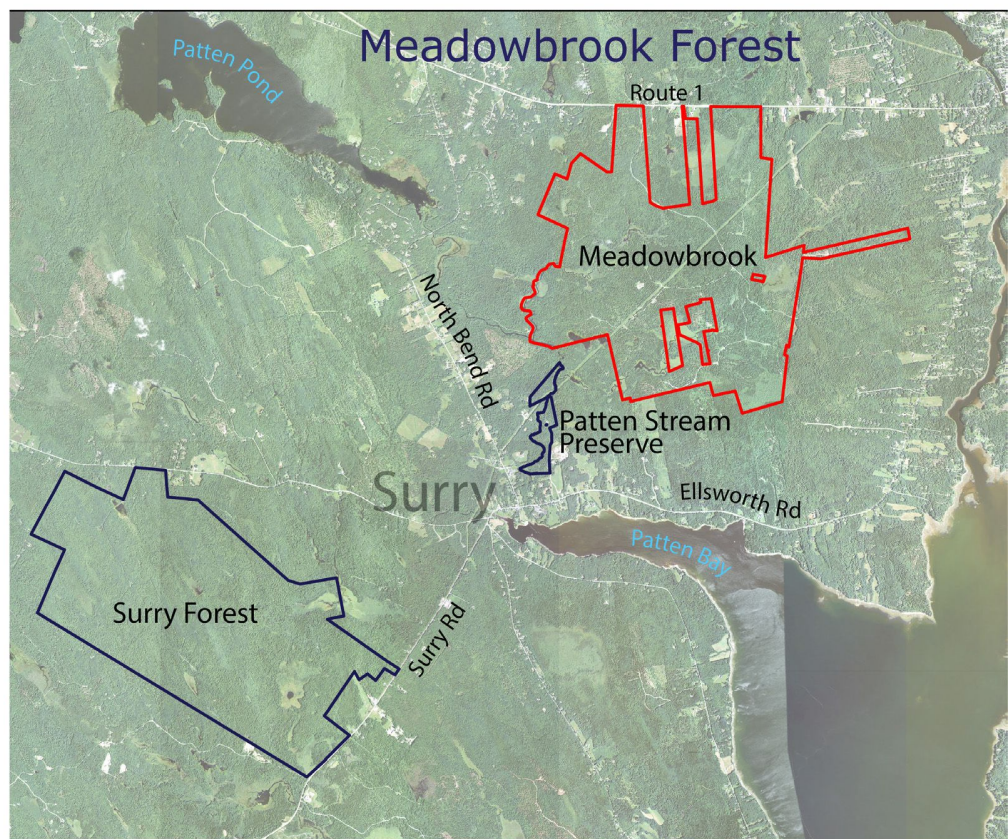 Meadowbrook Forest
Patten Pond
Route 1
Meadowbrook
North Bend Rd
Patten Stream
Preserve
Surry
Ellsworth Rd
Patten Bay
Surry Forest
Surry Rd